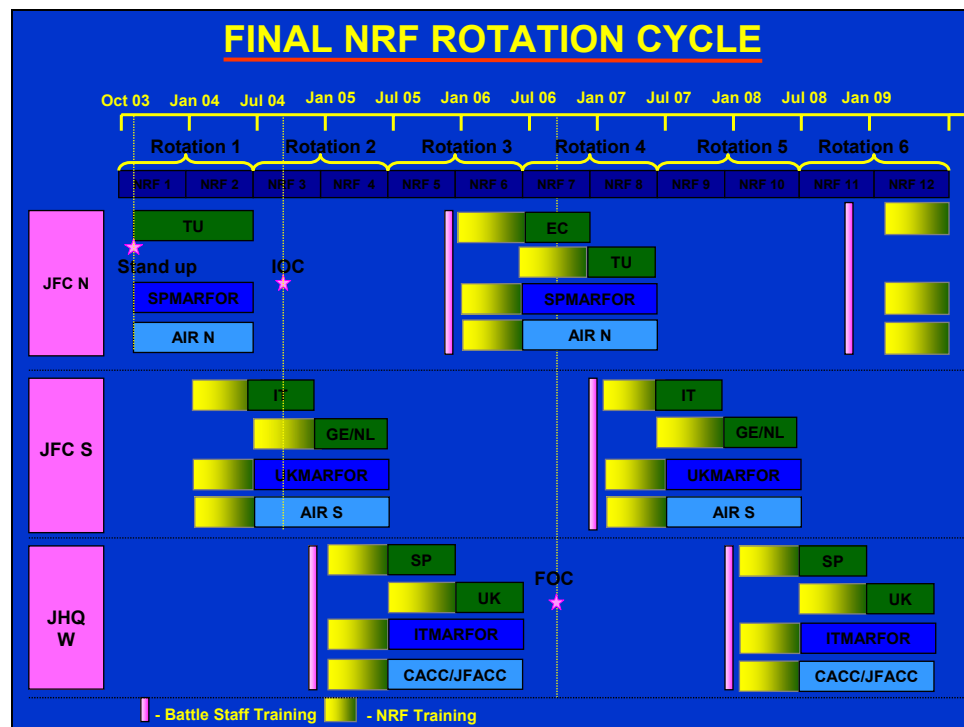 FINAL NRF ROTATION CYCLE
Oct 03 Jan 04 Jul 04 Jan 05 Jul 05 Jan 06 Jul 06 Jan 07 Jul 07 Jan 08 Jul 08 Jan 09
Rotation 1 Rotation 2 Rotation 3 Rotation 4 Rotation 5 Rotation 6
NRF 1 NRF 2 NRF 3 NRF 4 NRF 5 NRF 6 NRF 7 NRF 8 NRF 9 NRF 10 NRF 11 NRF 12
JFC N
TU EC
TU
Stand up IOC
SPMARFOR SPMARFOR
AIR N AIR N
JFC S
IT IT
GE/NL GE/NL
UKMARFOR UKMARFOR
AIR S AIR S
JHQ
W
SP FOC SP
UK UK
ITMARFOR ITMARFOR
CACC/JFACC CACC/JFACC
- Battle Staff Training - NRF Training